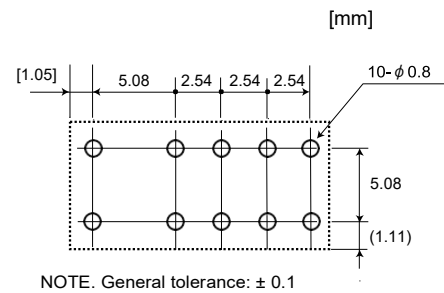 [mm]
[1.05]
5.08
2.54
2.54
2.54
10-ϕ0.8
5.08
(1.11)
NOTE. General tolerance: ± 0.1